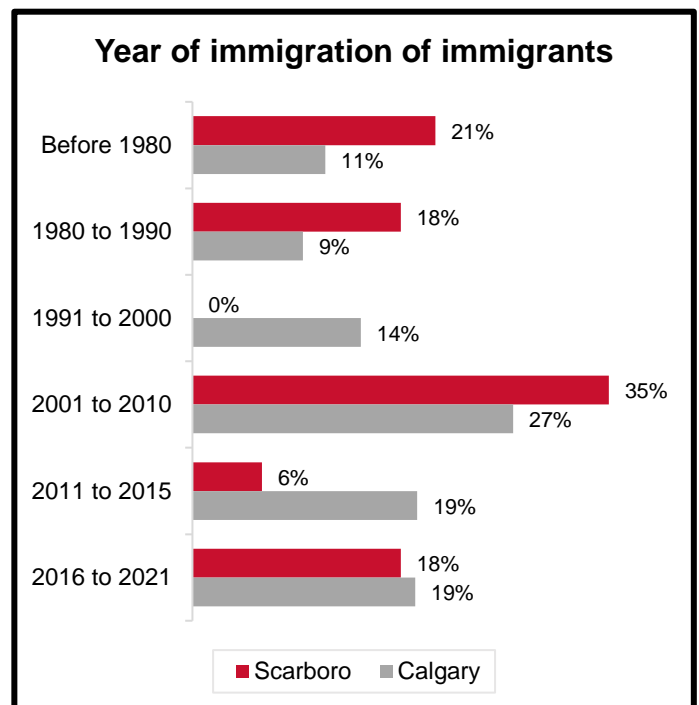 Year of immigration of immigrants
Before 1980
21%
11%
1980 to 1990
18%
9%
1991 to 2000
0%
14%
2001 to 2010
35%
27%
2011 to 2015
6%
19%
2016 to 2021
18%
19%
Scarboro Calgary